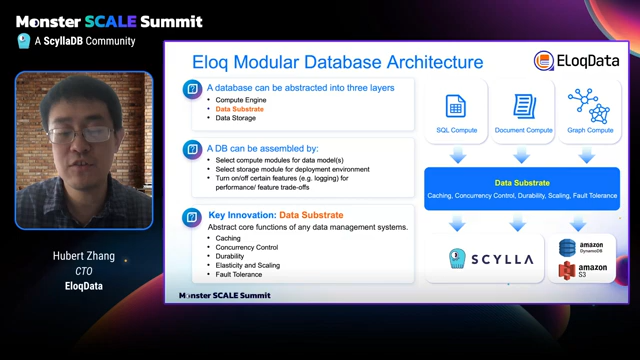 Monster SCALE Summit
A ScyllaDB Community
Hubert Zhang
CTO
EloqData
Eloq Modular Database Architecture
EloqData
A database can be abstracted into three layers
• Compute Engine
• Data Substrate
• Data Storage
A DB can be assembled by:
• Select compute modules for data model(s)
• Select storage module for deployment environment
• Turn on/off certain features (e.g. logging) for
performance/ feature trade-offs
Key Innovation: Data Substrate
Abstract core functions of any data management systems.
• Caching
• Concurrency Control
• Durability
• Elasticity and Scaling
• Fault Tolerance
SQL Compute
Document Compute
Graph Compute
Data Substrate
Caching, Concurrency Control, Durability, Scaling, Fault Tolerance
SCYLLA
amazon
DynamoDB
amazon
S3
Monster SCALE Summit